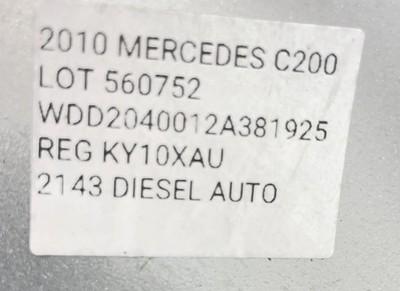 2010 MERCEDES C200
LOT 560752
WDD2040012A381925
REG KY10XAU
2143 DIESEL AUTO